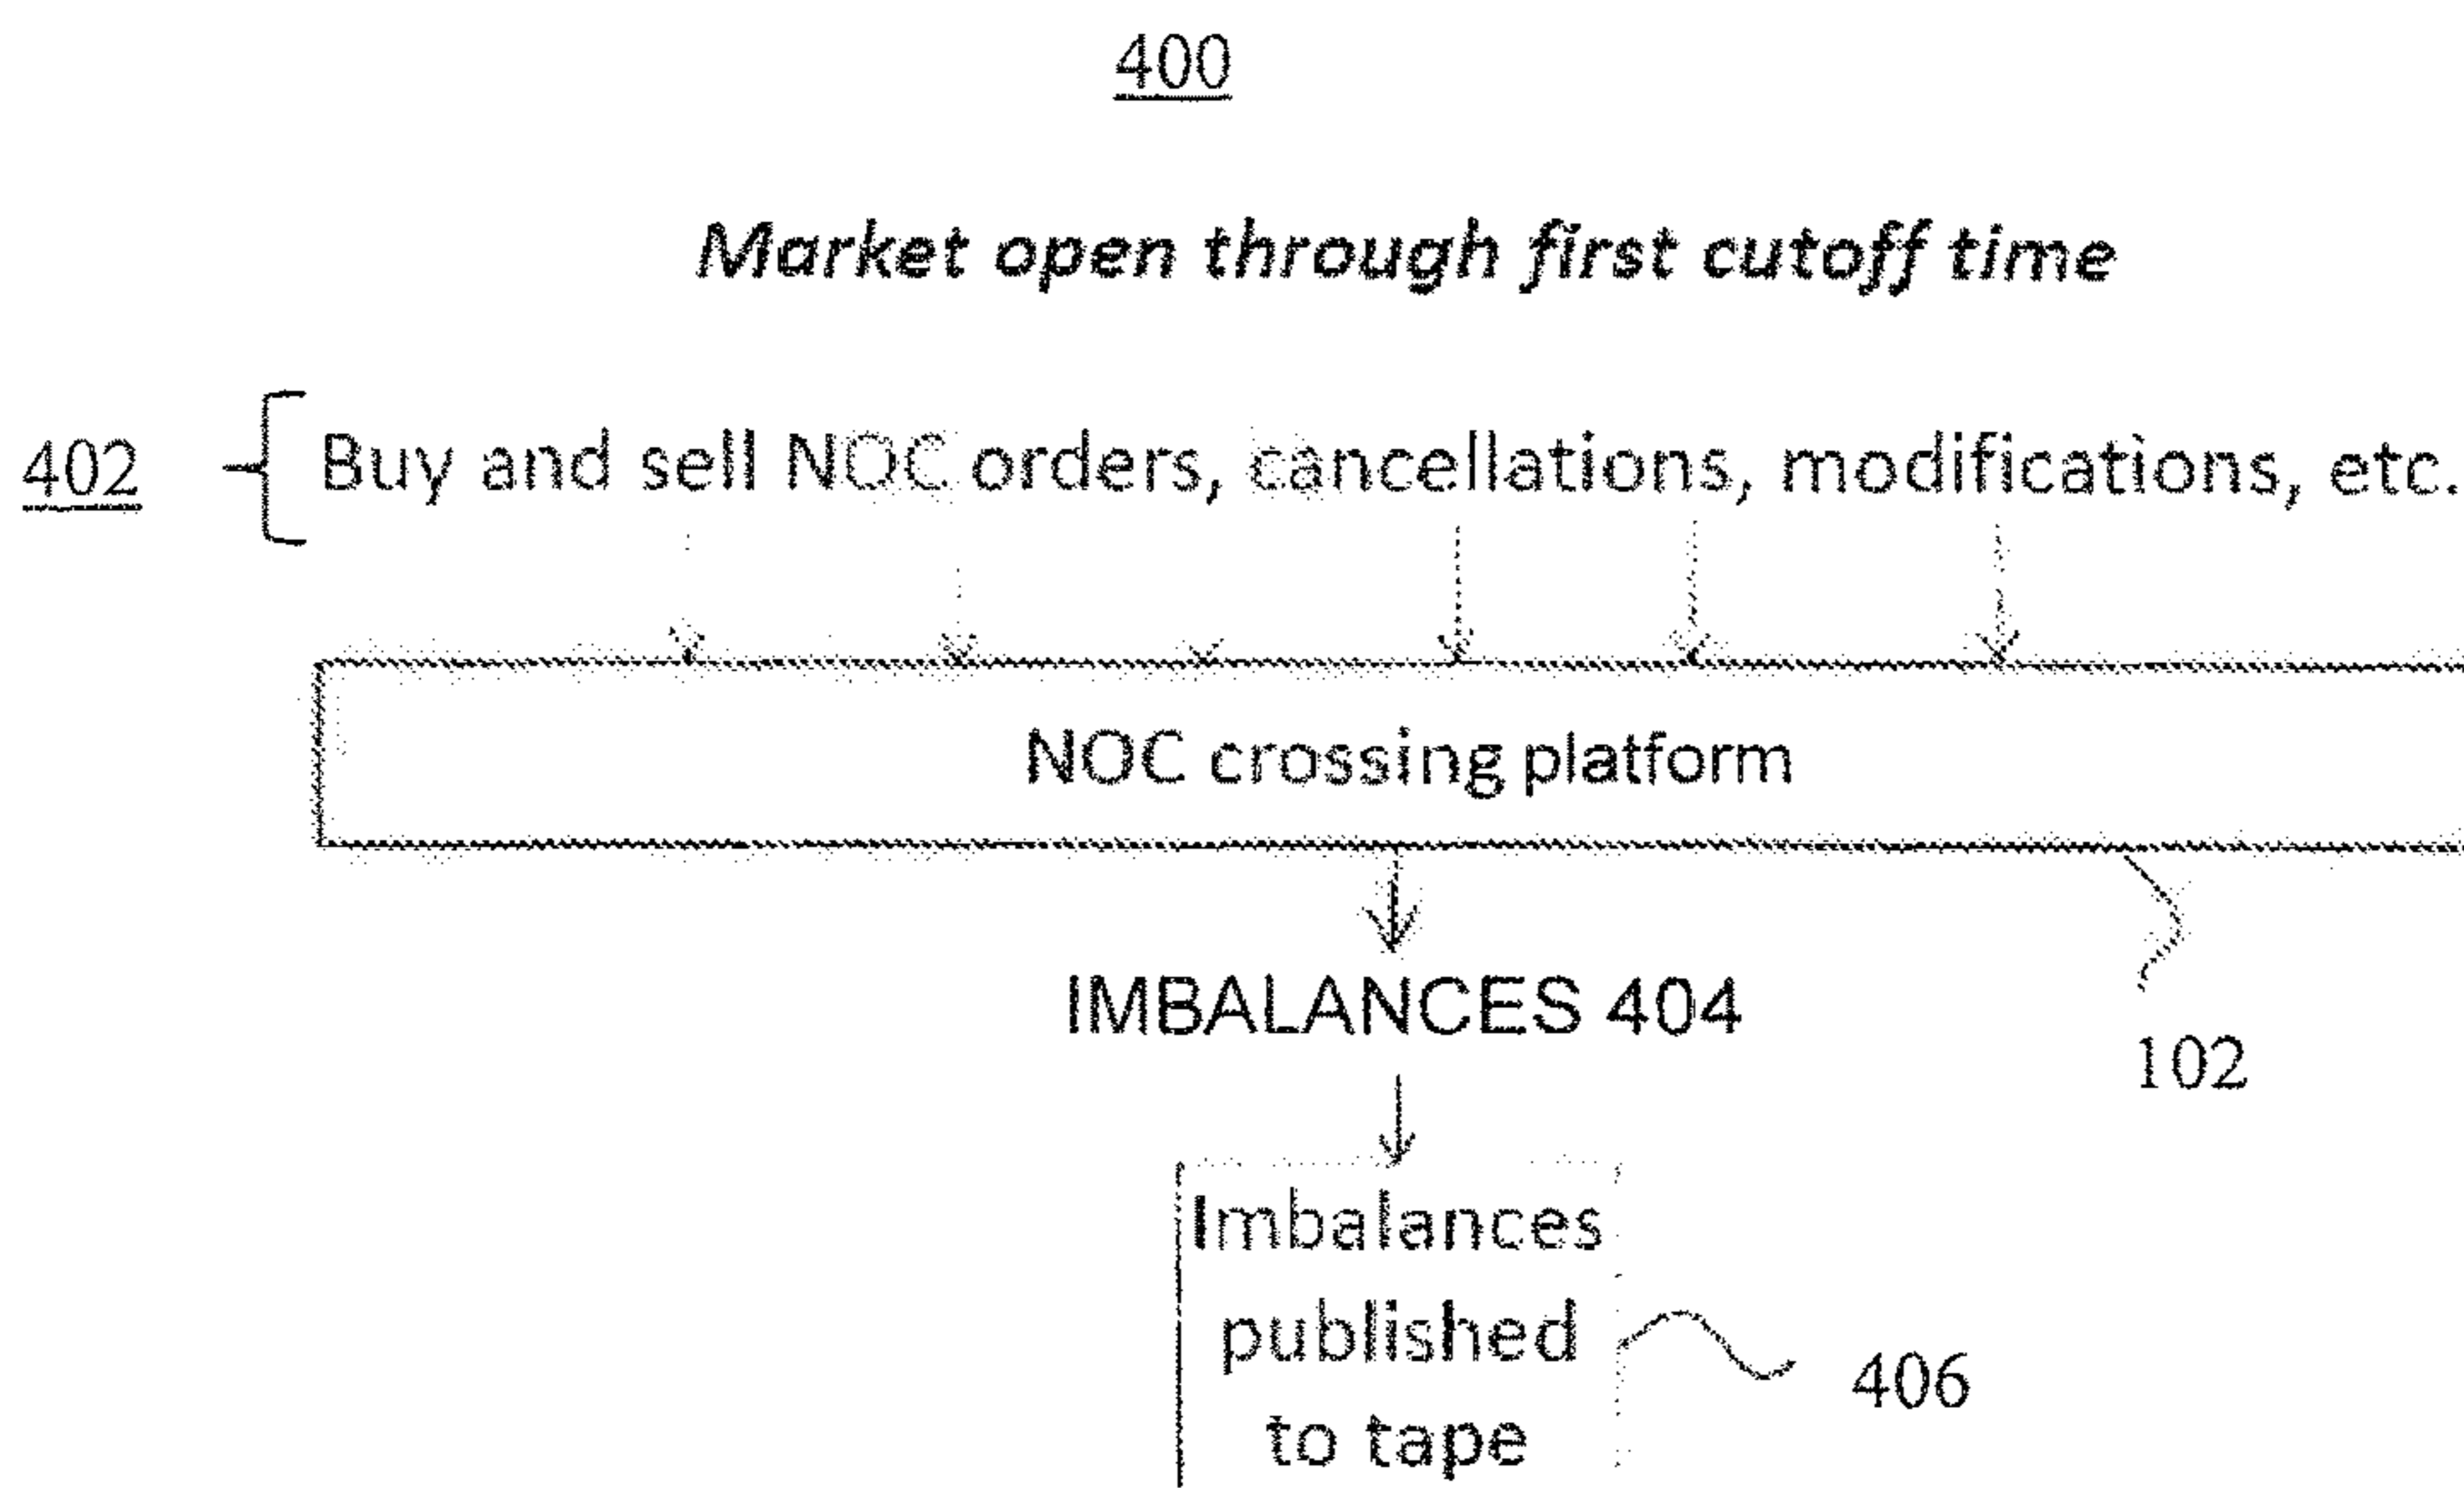 400
Market open through first cutoff time
402 Buy and sell NOC orders, cancellations, modifications, etc.
NOC crossing platform
IMBALANCES 404
102
Imbalances
published
406
to tape